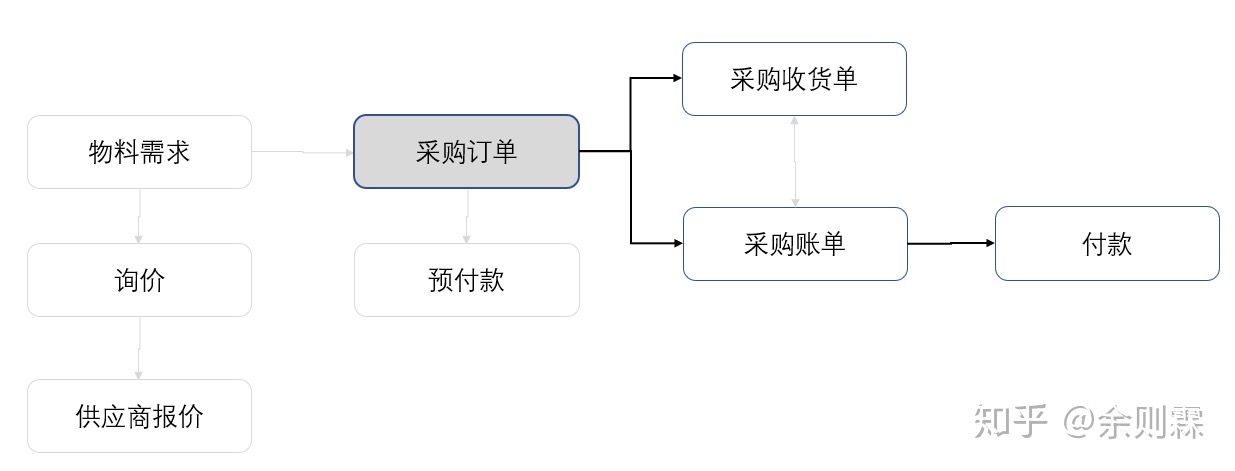 采购收货单
物料需求
采购订单
采购账单
付款
询价
预付款
供应商报价
知乎 @余则霖